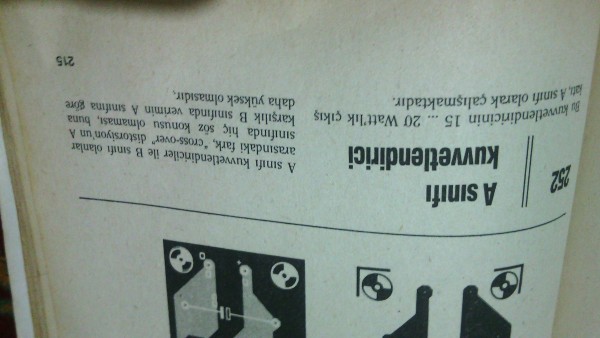 252
A sınıfı
kuvvetlendirici
Bu kuvvetlendiricinin 15 ... 20 Watt'lık çıkış
katı, A sınıfı olarak çalışmaktadır.
A sınıfı kuvvetlendiriciler ile B sınıfı olanlar
arasındaki fark, "cross-over" distorsiyon A'un A
sınıfında hiç söz konusu olmaması, buna
karşılık B sınıfında verimin A sınıfına göre
daha yüksek olmasıdır.
215